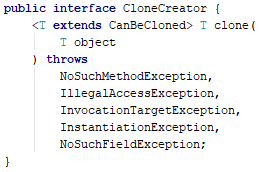 public interface CloneCreator {
    <T extends CanBeCloned> T clone(
        T object
    ) throws
        NoSuchMethodException,
        IllegalAccessException,
        InvocationTargetException,
        InstantiationException,
        NoSuchFieldException;
}